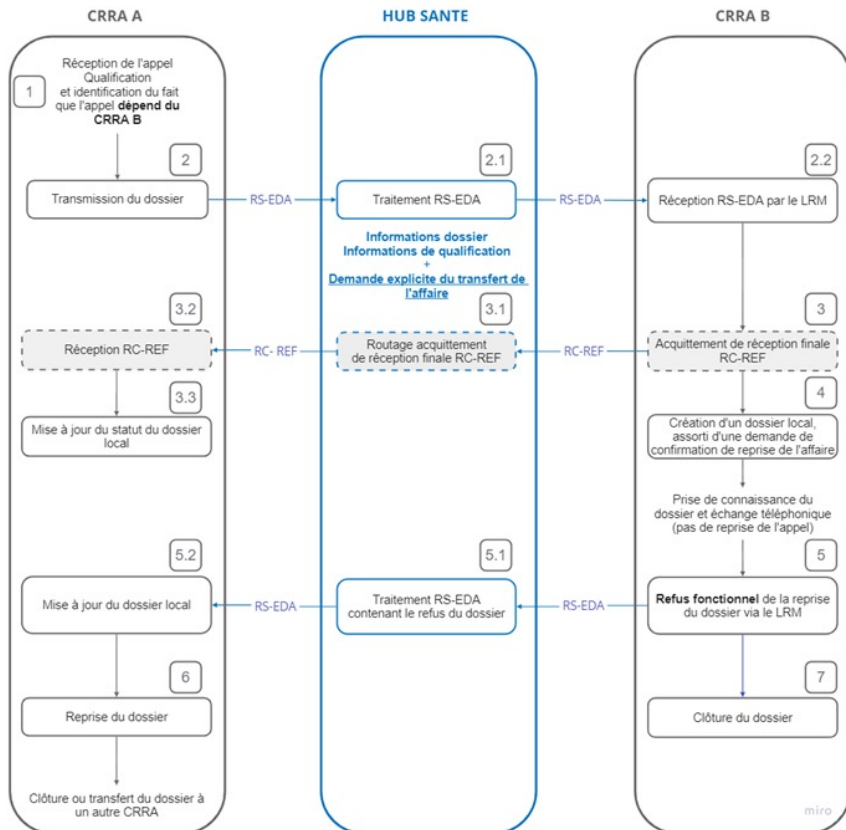 CRRA A
HUB SANTE
CRRA B
1
Réception de l'appel
Qualification
et identification du fait
que l'appel dépend du
CRRA B
2
Transmission du dossier
RS-EDA
2.1
Traitement RS-EDA
RS-EDA
2.2
Réception RS-EDA par le LRM
Informations dossier
Informations de qualification
+
Demande explicite du transfert de
l'affaire
3.2
Réception RC-REF
RC- REF
3.1
Routage acquittement
de réception finale RC-REF
RC-REF
3
Acquittement de réception finale
RC-REF
3.3
Mise à jour du statut du dossier
local
4
Création d'un dossier local,
assorti d'une demande de
confirmation de reprise de l'affaire
Prise de connaissance du
dossier et échange téléphonique
(pas de reprise de l'appel)
5.2
Mise à jour du dossier local
RS-EDA
5.1
Traitement RS-EDA
contenant le refus du dossier
RS-EDA
5
Refus fonctionnel de la reprise
du dossier via le LRM
6
Reprise du dossier
7
Clôture du dossier
Clôture ou transfert du dossier à
un autre CRRA
miro